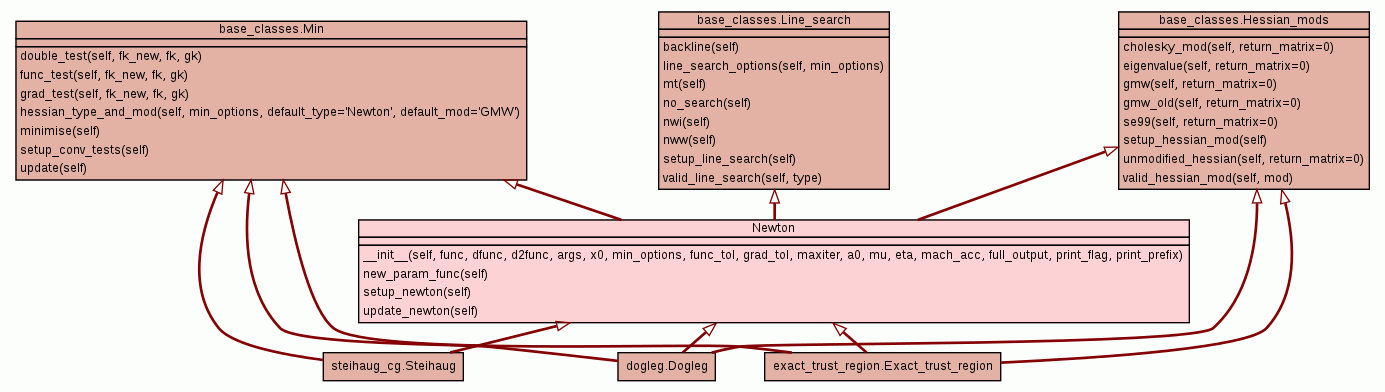 base_classes.Min
double_test(self, fk_new, fk, gk)
func_test(self, fk_new, fk, gk)
grad_test(self, fk_new, fk, gk)
hessian_type_and_mod(self, min_options, default_type='Newton', default_mod='GMW')
minimise(self)
setup_conv_tests(self)
update(self)
base_classes.Line_search
backline(self)
line_search_options(self, min_options)
mt(self)
no_search(self)
nwi(self)
nww(self)
setup_line_search(self)
valid_line_search(self, type)
base_classes.Hessian_mods
cholesky_mod(self, return_matrix=0)
eigenvalue(self, return_matrix=0)
gmw(self, return_matrix=0)
gmw_old(self, return_matrix=0)
se99(self, return_matrix=0)
setup_hessian_mod(self)
unmodified_hessian(self, return_matrix=0)
valid_hessian_mod(self, mod)
Newton
__init__(self, func, dfunc, d2func, args, x0, min_options, func_tol, grad_tol, maxiter, a0, mu, eta, mach_acc, full_output, print_flag, print_prefix)
new_param_func(self)
setup_newton(self)
update_newton(self)
steihaug_cg.Steihaug
dogleg.Dogleg
exact_trust_region.Exact_trust_region